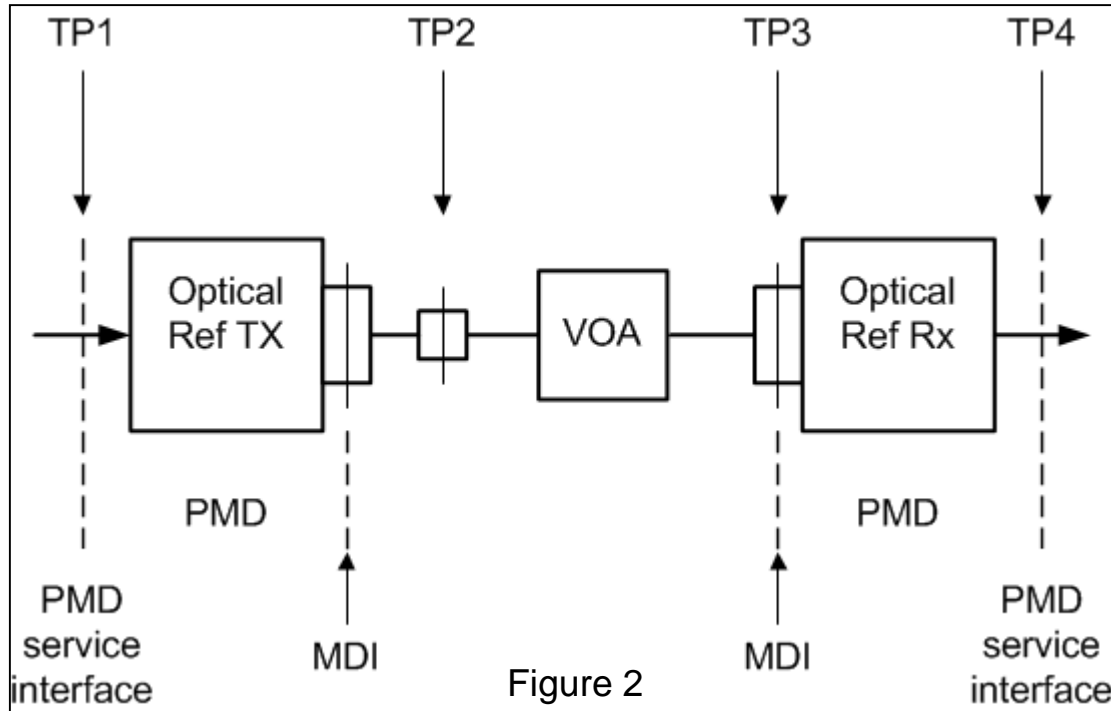 TP1 TP2 TP3 TP4
Optical
Ref TX
VOA
Optical
Ref Rx
PMD
PMD
PMD
service
interface
MDI
MDI
PMD
service
interface
Figure 2